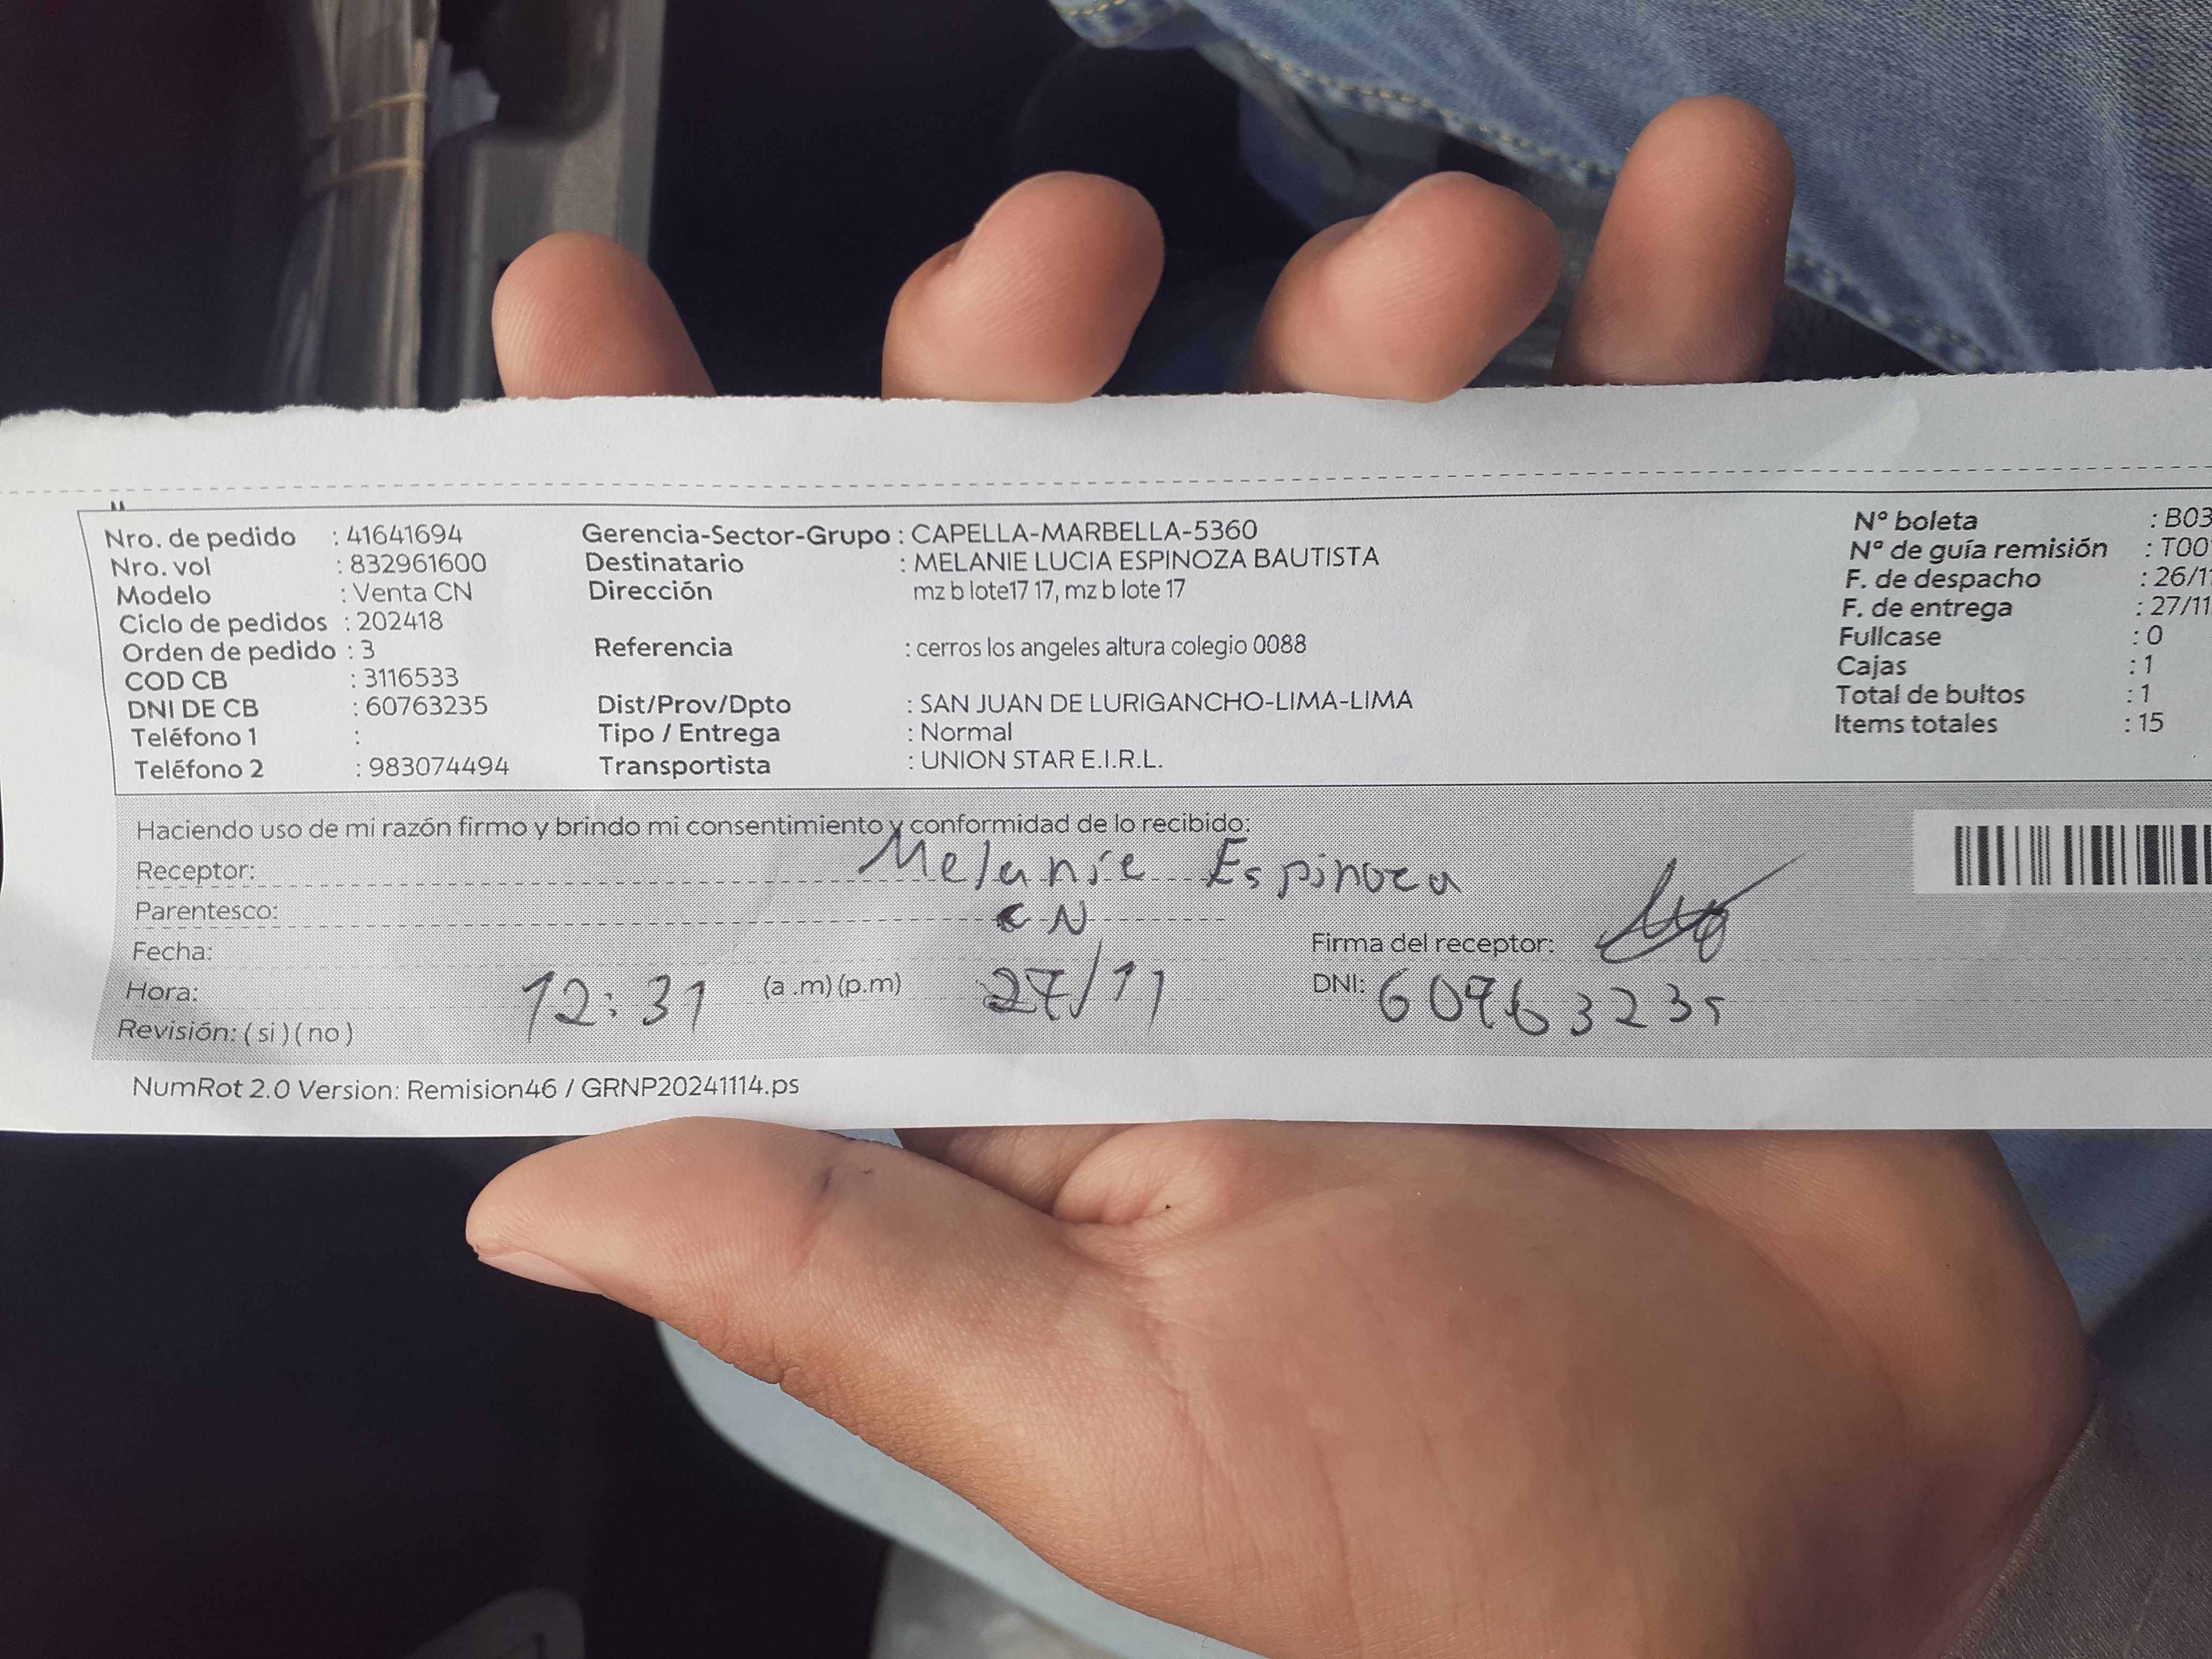 Nro. de pedido : 41641694 Gerencia-Sector-Grupo : CAPELLA-MARBELLA-5360 N° boleta : B03
Nro. vol : 832961600 Destinatario : MELANIE LUCIA ESPINOZA BAUTISTA N° de guía remisión : T00
Modelo : Venta CN Dirección mz b lote17 17, mz b lote 17 F. de despacho : 26/11
Ciclo de pedidos : 202418 F. de entrega : 27/11
Orden de pedido : 3 Referencia : cerros los angeles altura colegio 0088 Fullcase : 0
COD CB : 3116533 Cajas : 1
DNI DE CB : 60763235 Dist/Prov/Dpto : SAN JUAN DE LURIGANCHO-LIMA-LIMA Total de bultos : 1
Teléfono 1 : Tipo / Entrega : Normal Items totales : 15
Teléfono 2 : 983074494 Transportista : UNION STAR E.I.R.L.
Haciendo uso de mi razón firmo y brindo mi consentimiento y conformidad de lo recibido:
Receptor: Melanie Espinoza
Parentesco: CN
Fecha: Firma del receptor:
Hora: 12:31 (a .m) (p.m) 27/11 DNI: 60763235
Revisión: ( si ) ( no )
NumRot 2.0 Version: Remision46 / GRNP20241114.ps